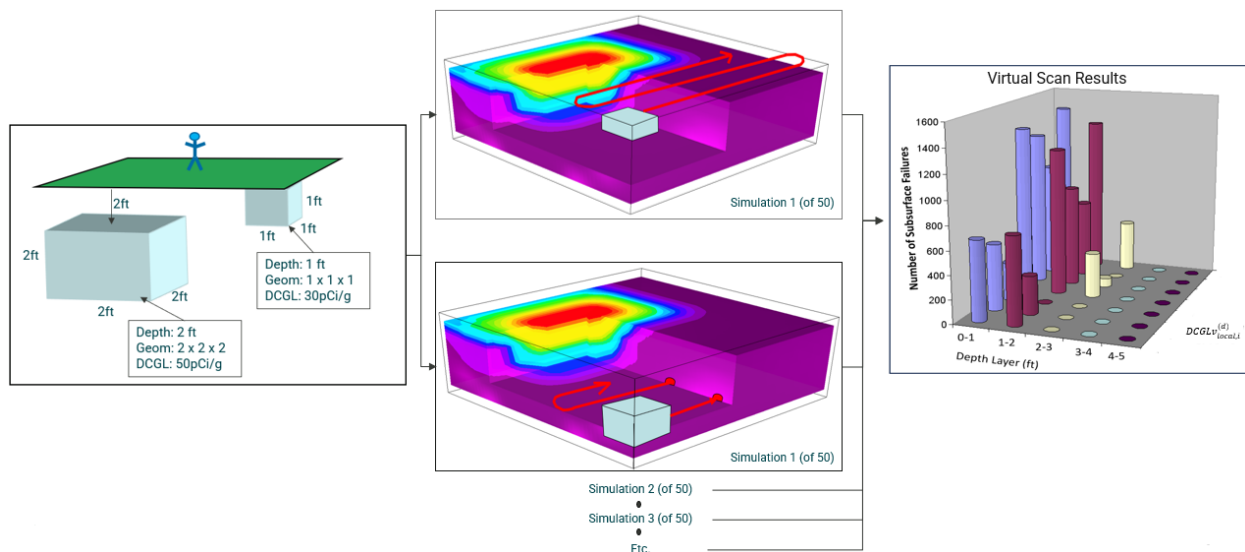 2ft
2ft
2ft
2ft
1ft
1ft
1ft
Depth: 1 ft
Geom: 1 x 1 x 1
DCGL: 30pCi/g
Depth: 2 ft
Geom: 2 x 2 x 2
DCGL: 50pCi/g
Simulation 1 (of 50)
Simulation 1 (of 50)
Simulation 2 (of 50)
Simulation 3 (of 50)
Etc.
Virtual Scan Results
Number of Subsurface Failures
1600
1400
1200
1000
800
600
400
200
0
0-1
1-2
2-3
3-4
4-5
Depth Layer (ft)
DCGLv^{(d)}_{local,i}